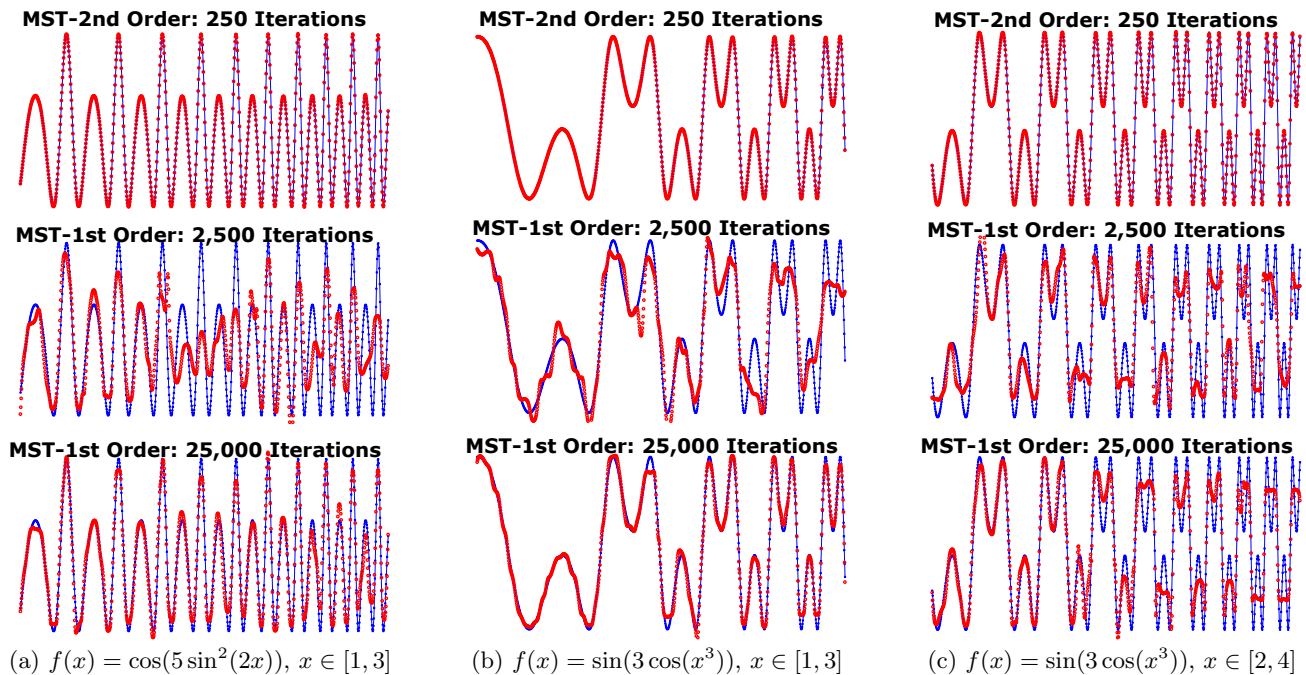 MST-2nd Order: 250 Iterations
MST-2nd Order: 250 Iterations
MST-2nd Order: 250 Iterations
MST-1st Order: 2,500 Iterations
MST-1st Order: 2,500 Iterations
MST-1st Order: 2,500 Iterations
MST-1st Order: 25,000 Iterations
MST-1st Order: 25,000 Iterations
MST-1st Order: 25,000 Iterations
(a) f(x) = cos(5 sin²(2x)), x ∈ [1, 3]
(b) f(x) = sin(3 cos(x³)), x ∈ [1, 3]
(c) f(x) = sin(3 cos(x³)), x ∈ [2, 4]